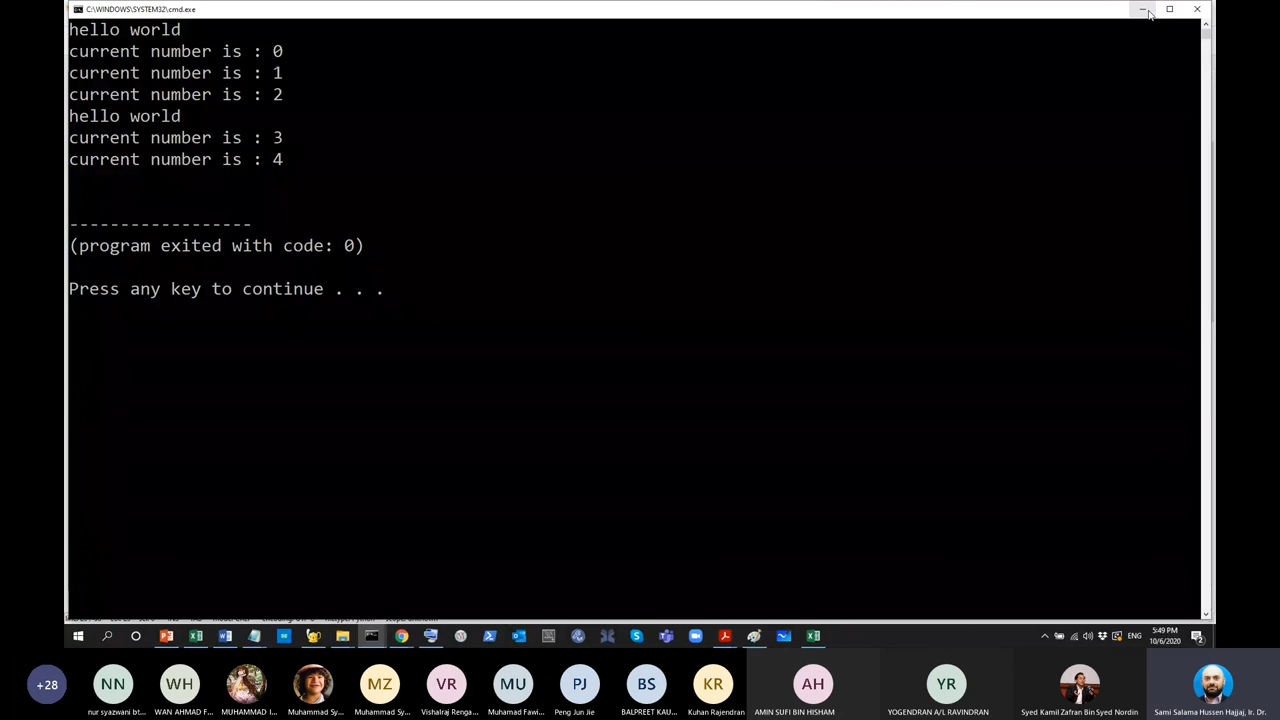 C:\WINDOWS\SYSTEM32\cmd.exe
hello world
current number is : 0
current number is : 1
current number is : 2
hello world
current number is : 3
current number is : 4
------------------
(program exited with code: 0)
Press any key to continue . . .
ENG
5:49 PM
10/6/2020
2
+28
NN
WH
MZ
VR
MU
PJ
BS
KR
AH
YR
nur syazwani bt...
WAN AHMAD F...
MUHAMMAD I...
Muhammad Sy...
Muhammad Sy...
Vishalraj Renga...
Muhamad Fawi...
Peng Jun Jie
BALPREET KAU...
Kuhan Rajendran
AMIN SUFI BIN HISHAM
YOGENDRAN A/L RAVINDRAN
Syed Kamil Zafran Bin Syed Nordin
Sami Salama Hussen Hajjaj, Ir. Dr.